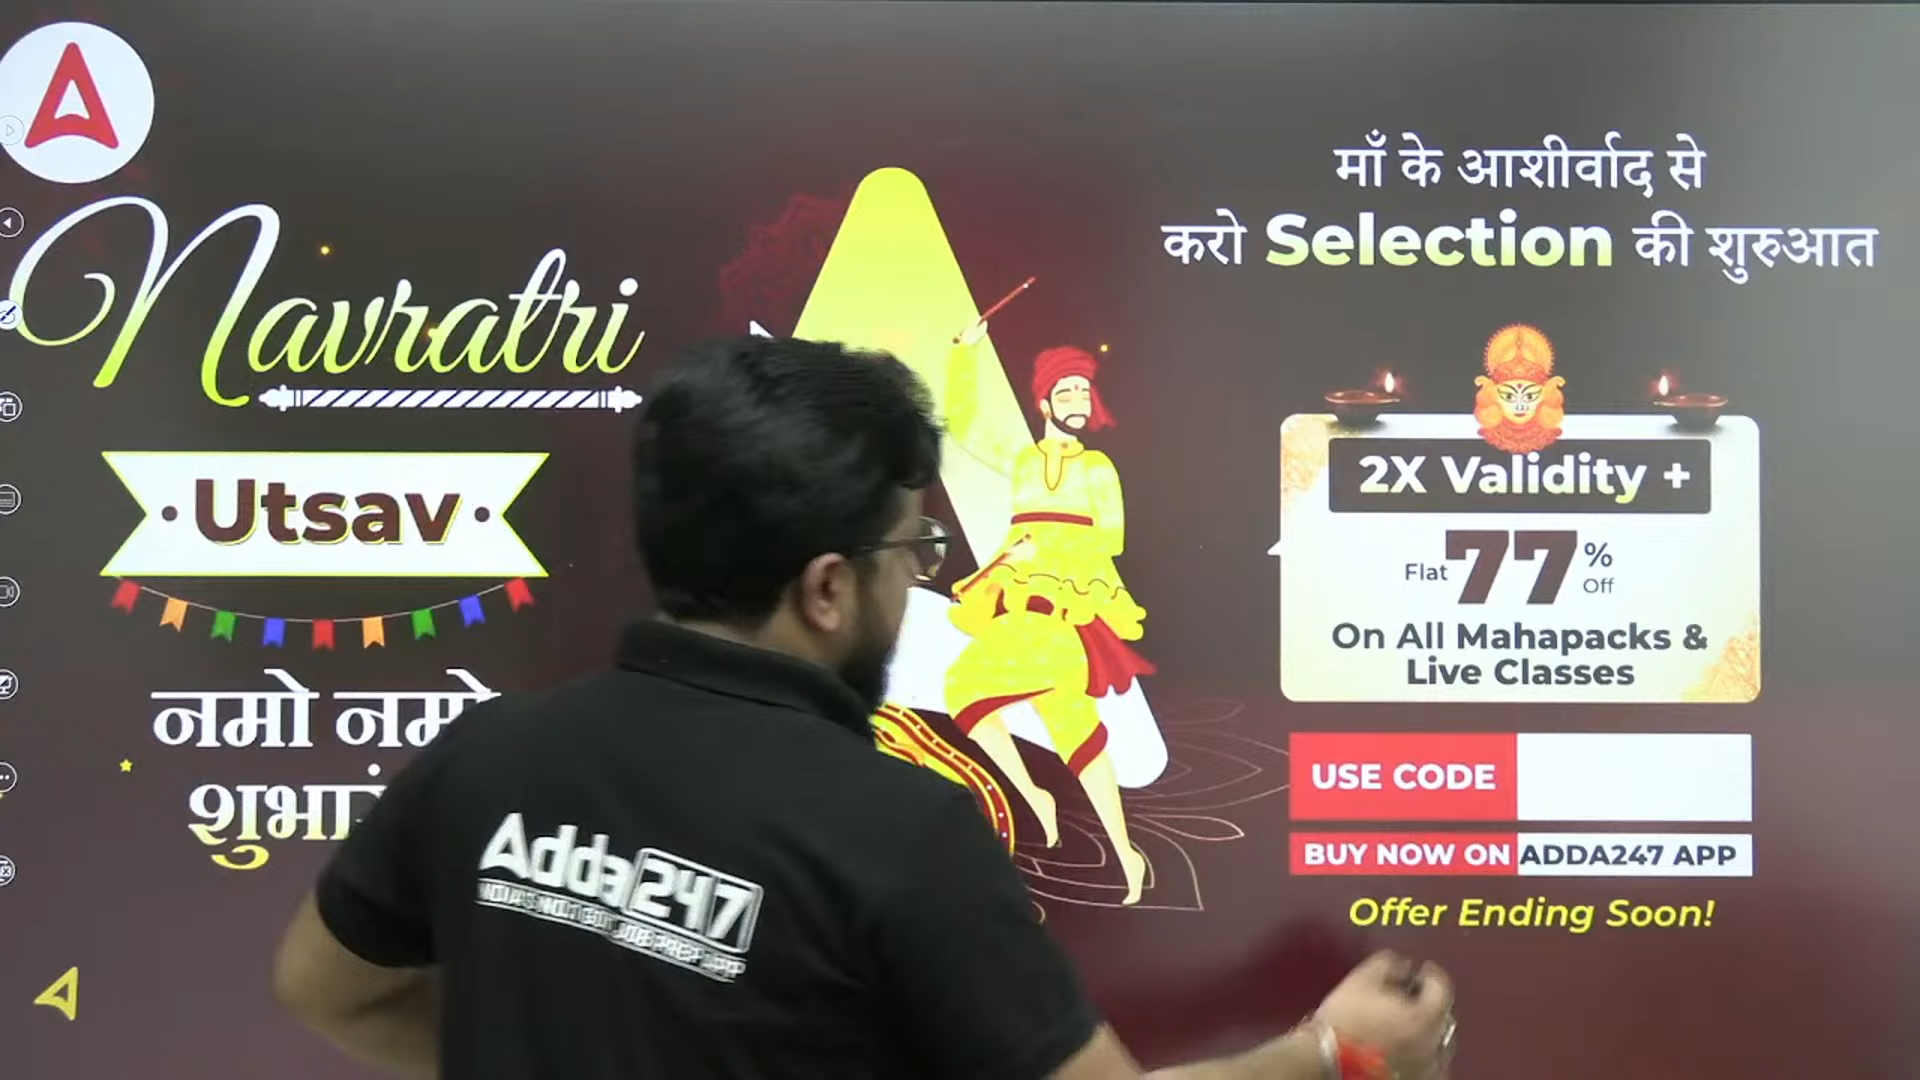 Navratri
Utsav
नमो नमो
माँ के आशीर्वाद से
करो Selection की शुरुआत
2X Validity +
Flat 77% Off
On All Mahapacks &
Live Classes
USE CODE
BUY NOW ON ADDA247 APP
Offer Ending Soon!
Adda247